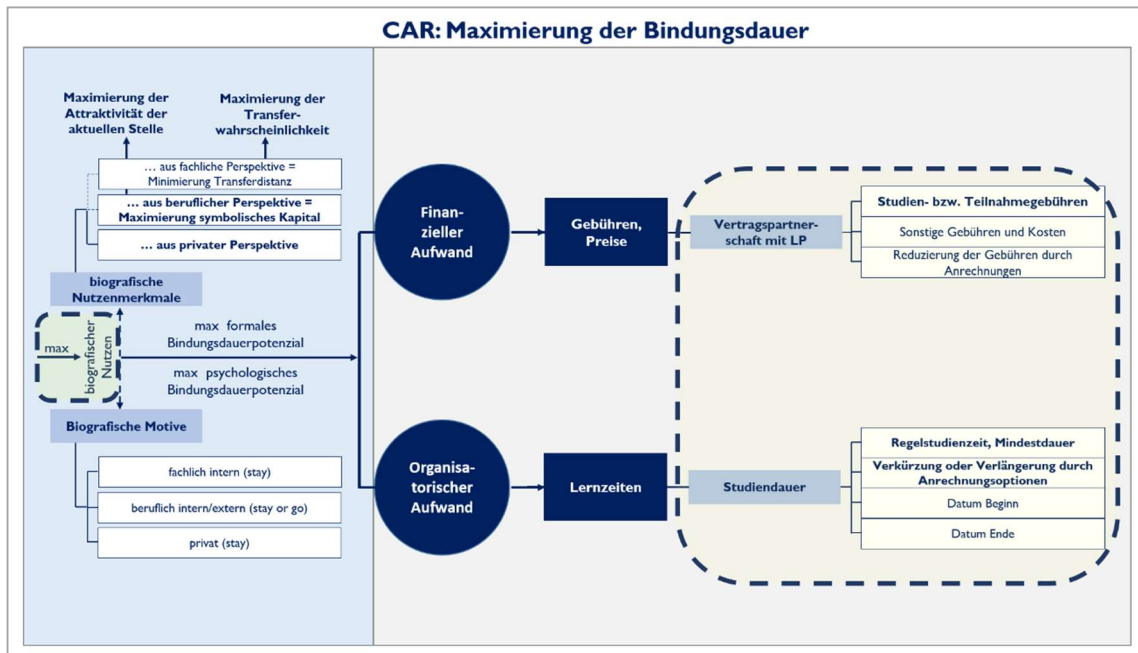 CAR: Maximierung der Bindungsdauer
Maximierung der
Attraktivität der
aktuellen Stelle
Maximierung der
Transfer-
wahrscheinlichkeit
... aus fachliche Perspektive =
Minimierung Transferdistanz
... aus beruflicher Perspektive =
Maximierung symbolisches Kapital
... aus privater Perspektive
biografische
Nutzenmerkmale
max
biografischer
Nutzen
max formales
Bindungsdauerpotenzial
max psychologisches
Bindungsdauerpotenzial
Biografische Motive
fachlich intern (stay)
beruflich intern/extern (stay or go)
privat (stay)
Finan-
zieller
Aufwand
Gebühren,
Preise
Vertragspartner-
schaft mit LP
Studien- bzw. Teilnahmegebühren
Sonstige Gebühren und Kosten
Reduzierung der Gebühren durch
Anrechnungen
Organisa-
torischer
Aufwand
Lernzeiten
Studiendauer
Regelstudienzeit, Mindestdauer
Verkürzung oder Verlängerung durch
Anrechnungsoptionen
Datum Beginn
Datum Ende